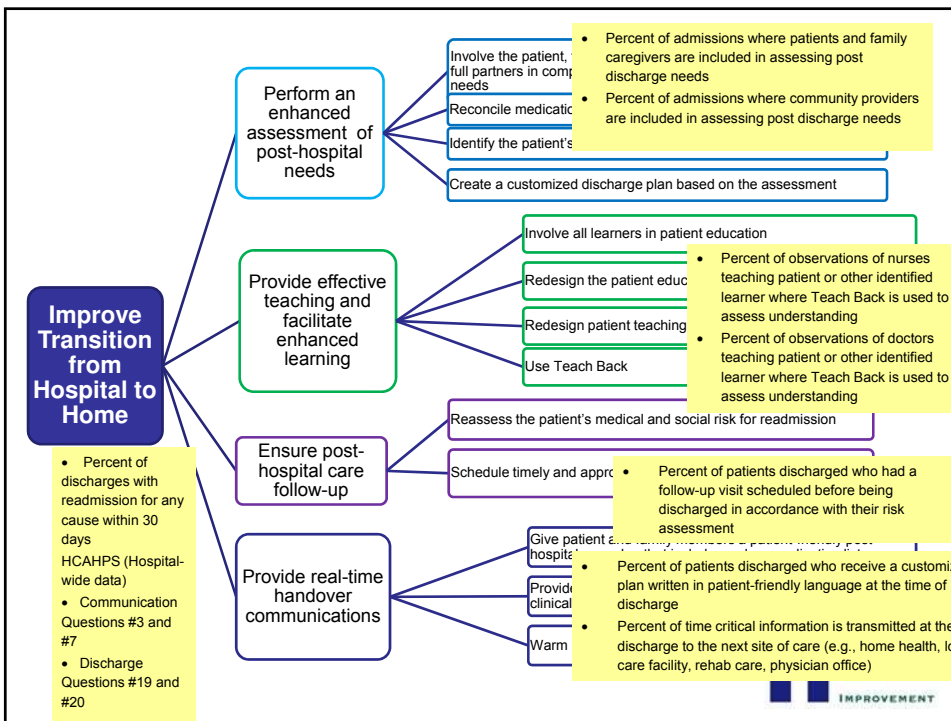 Improve
Transition
from
Hospital to
Home
• Percent of
discharges with
readmission for any
cause within 30
days
HCAHPS (Hospital-
wide data)
• Communication
Questions #3 and
#7
• Discharge
Questions #19 and
#20
Perform an
enhanced
assessment of
post-hospital
needs
Involve the patient,
full partners in
needs
Reconcile
Identify the patient's
Create a customized discharge plan based on the assessment
• Percent of admissions where patients and family
caregivers are included in assessing post
discharge needs
• Percent of admissions where community providers
are included in assessing post discharge needs
Provide effective
teaching and
facilitate
enhanced
learning
Involve all learners in patient education
Redesign the patient
Redesign patient teaching
Use Teach Back
• Percent of observations of nurses
teaching patient or other identified
learner where Teach Back is used to
assess understanding
• Percent of observations of doctors
teaching patient or other identified
learner where Teach Back is used to
assess understanding
Ensure post-
hospital care
follow-up
Reassess the patient's medical and social risk for readmission
Schedule timely and
• Percent of patients discharged who had a
follow-up visit scheduled before being
discharged in accordance with their risk
assessment
Provide real-time
handover
communications
Give patient and family members a patient-friendly post
Provide
clinical
Warm
• Percent of patients discharged who receive a
plan written in patient-friendly language at the time of
discharge
• Percent of time critical information is transmitted at the
discharge to the next site of care (e.g., home health,
care facility, rehab care, physician office)
IMPROVEMENT